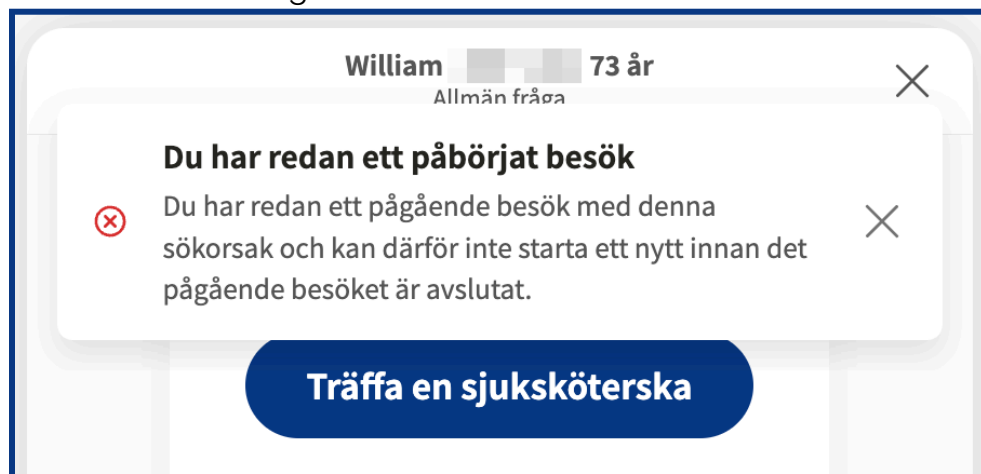 William 73 år
Allmän fråga
Du har redan ett påbörjat besök
Du har redan ett pågående besök med denna
sökorsak och kan därför inte starta ett nytt innan det
pågående besöket är avslutat.
Träffa en sjuksköterska